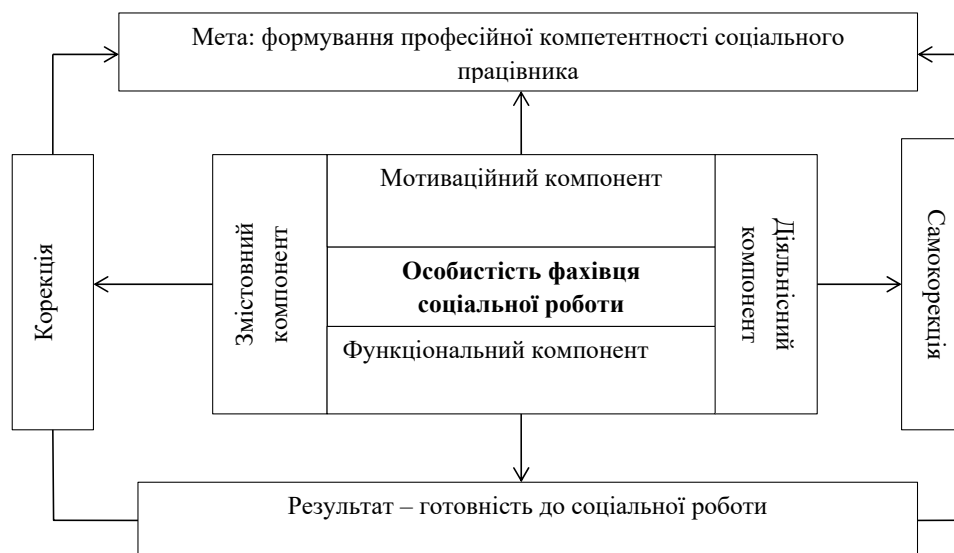 Мета: формування професійної компетентності соціального
працівника
Корекція
Змістовний
компонент
Мотиваційний компонент
Особистість фахівця
соціальної роботи
Функціональний компонент
Діяльнісний
компонент
Самокорекція
Результат – готовність до соціальної роботи